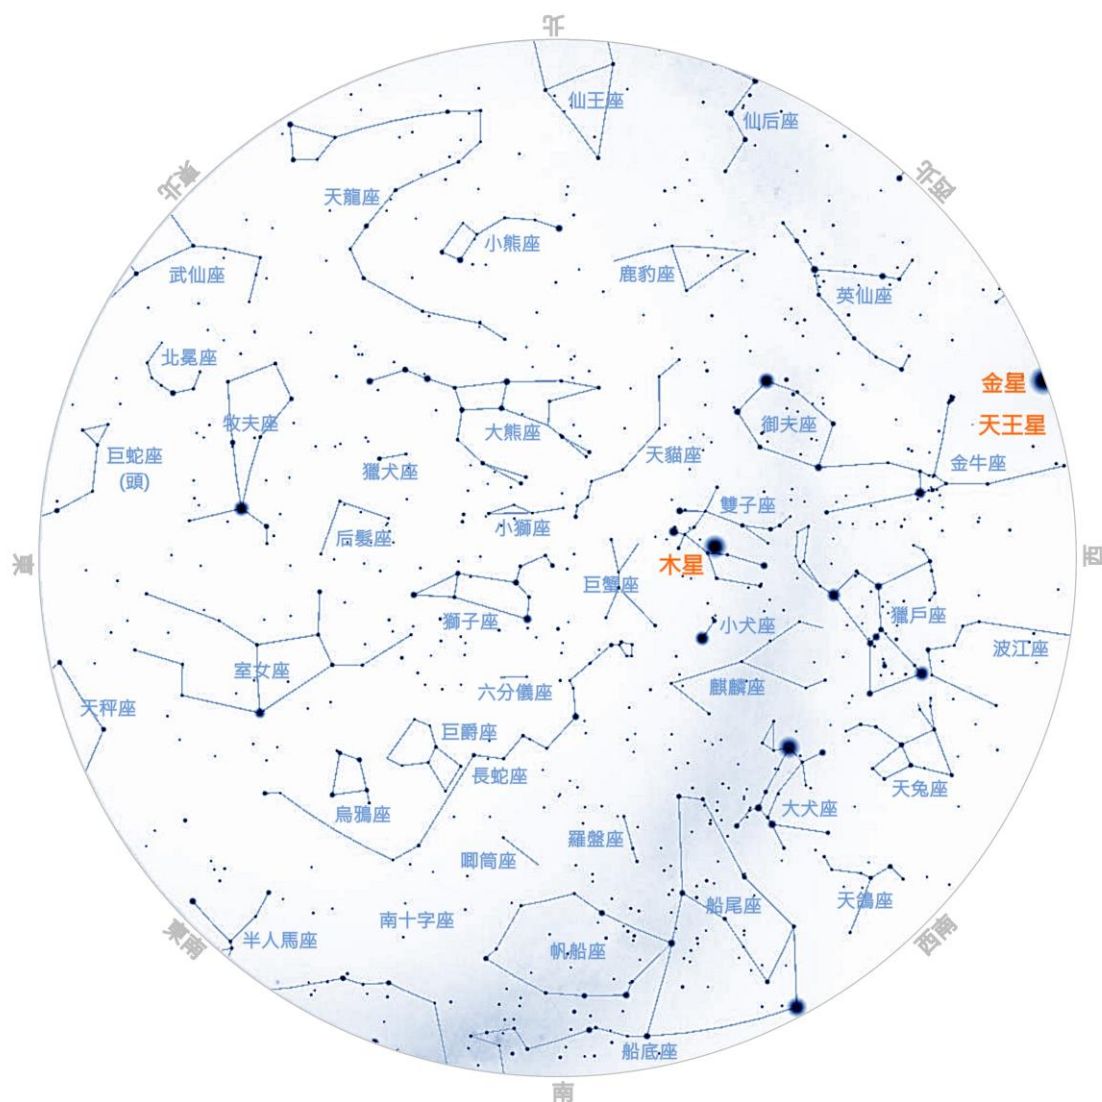 北
仙王座
仙后座
東北
西北
天龍座
小熊座
武仙座
鹿豹座
英仙座
北冕座
金星
天王星
牧夫座
大熊座
御夫座
巨蛇座
(頭)
獵犬座
天貓座
金牛座
后髮座
小獅座
雙子座
木星
東
西
巨蟹座
獅子座
小犬座
獵戶座
波江座
室女座
六分儀座
麒麟座
天秤座
巨爵座
長蛇座
天兔座
烏鴉座
大犬座
羅盤座
唧筒座
南十字座
船尾座
天鴿座
東南
半人馬座
帆船座
西南
船底座
南